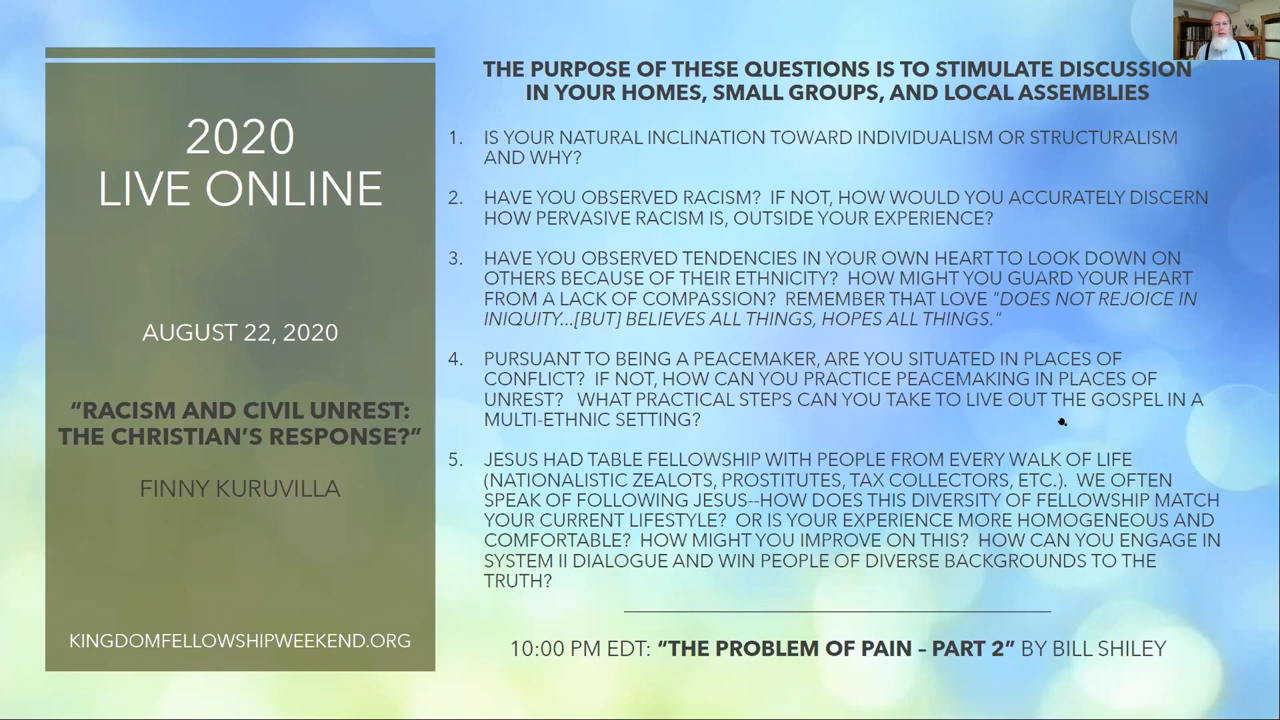 2020
LIVE ONLINE
AUGUST 22, 2020
“RACISM AND CIVIL UNREST:
THE CHRISTIAN’S RESPONSE?”
FINNY KURUVILLA
KINGDOMFELLOWSHIPWEEKEND.ORG
THE PURPOSE OF THESE QUESTIONS IS TO STIMULATE DISCUSSION
IN YOUR HOMES, SMALL GROUPS, AND LOCAL ASSEMBLIES
1. IS YOUR NATURAL INCLINATION TOWARD INDIVIDUALISM OR STRUCTURALISM
AND WHY?
2. HAVE YOU OBSERVED RACISM? IF NOT, HOW WOULD YOU ACCURATELY DISCERN
HOW PERVASIVE RACISM IS, OUTSIDE YOUR EXPERIENCE?
3. HAVE YOU OBSERVED TENDENCIES IN YOUR OWN HEART TO LOOK DOWN ON
OTHERS BECAUSE OF THEIR ETHNICITY? HOW MIGHT YOU GUARD YOUR HEART
FROM A LACK OF COMPASSION? REMEMBER THAT LOVE “DOES NOT REJOICE IN
INIQUITY...[BUT] BELIEVES ALL THINGS, HOPES ALL THINGS.”
4. PURSUANT TO BEING A PEACEMAKER, ARE YOU SITUATED IN PLACES OF
CONFLICT? IF NOT, HOW CAN YOU PRACTICE PEACEMAKING IN PLACES OF
UNREST? WHAT PRACTICAL STEPS CAN YOU TAKE TO LIVE OUT THE GOSPEL IN A
MULTI-ETHNIC SETTING?
5. JESUS HAD TABLE FELLOWSHIP WITH PEOPLE FROM EVERY WALK OF LIFE
(NATIONALISTIC ZEALOTS, PROSTITUTES, TAX COLLECTORS, ETC.). WE OFTEN
SPEAK OF FOLLOWING JESUS--HOW DOES THIS DIVERSITY OF FELLOWSHIP MATCH
YOUR CURRENT LIFESTYLE? OR IS YOUR EXPERIENCE MORE HOMOGENEOUS AND
COMFORTABLE? HOW MIGHT YOU IMPROVE ON THIS? HOW CAN YOU ENGAGE IN
SYSTEM II DIALOGUE AND WIN PEOPLE OF DIVERSE BACKGROUNDS TO THE
TRUTH?
10:00 PM EDT: “THE PROBLEM OF PAIN – PART 2” BY BILL SHILEY